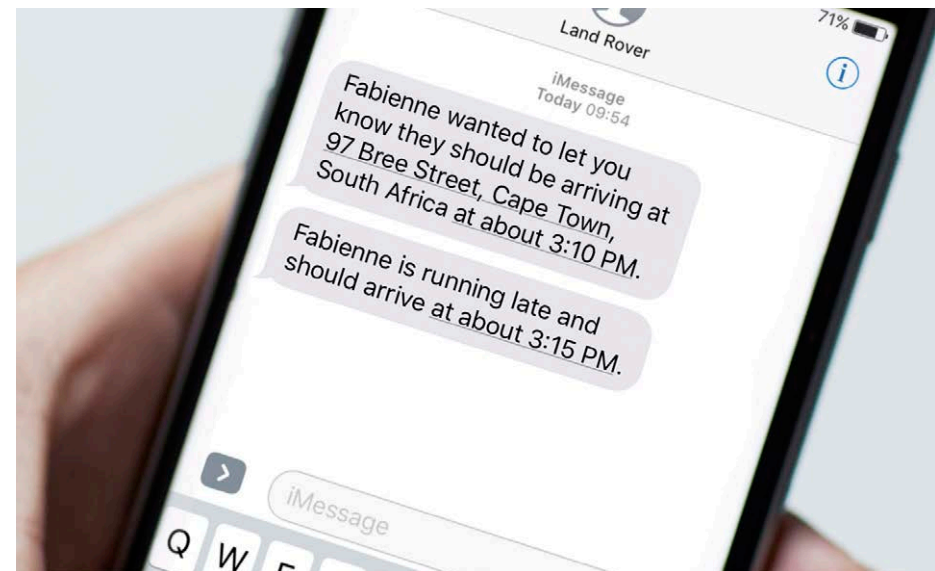 71%
Land Rover
iMessage
Today 09:54
Fabienne wanted to let you
know they should be arriving at
97 Bree Street, Cape Town,
South Africa at about 3:10 PM.
Fabienne is running late and
should arrive at about 3:15 PM.
iMessage
Q W